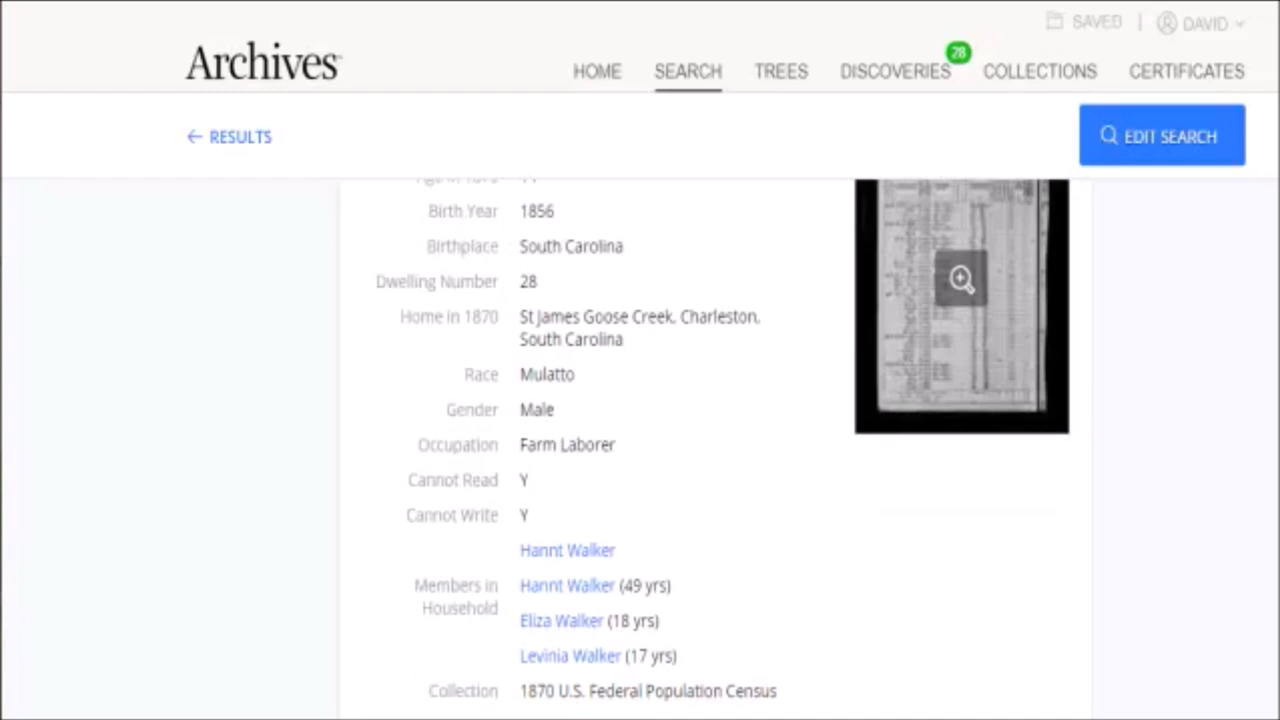 SAVED | DAVID
Archives
HOME SEARCH TREES DISCOVERIES 28 COLLECTIONS CERTIFICATES
← RESULTS
EDIT SEARCH
Birth Year 1856
Birthplace South Carolina
Dwelling Number 28
Home in 1870 St James Goose Creek, Charleston,
South Carolina
Race Mulatto
Gender Male
Occupation Farm Laborer
Cannot Read Y
Cannot Write Y
Hannt Walker
Members in Hannt Walker (49 yrs)
Household
Eliza Walker (18 yrs)
Levinia Walker (17 yrs)
Collection 1870 U.S. Federal Population Census